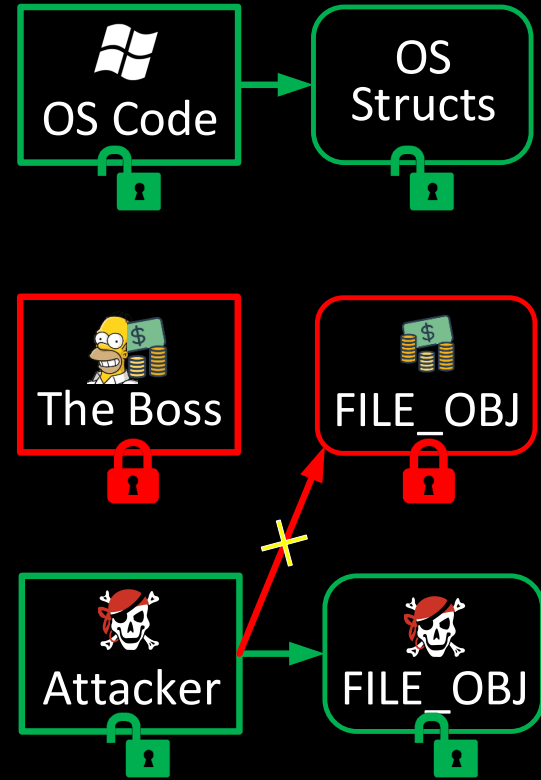 OS Code
OS
Structs
$
The Boss
$
FILE_OBJ
Attacker
FILE_OBJ